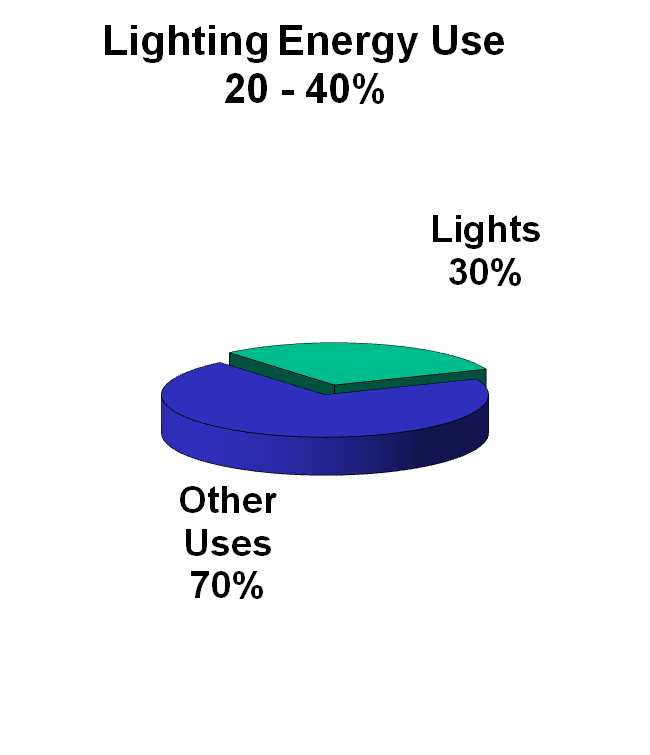 Lighting Energy Use
20 - 40%
Lights
30%
Other
Uses
70%